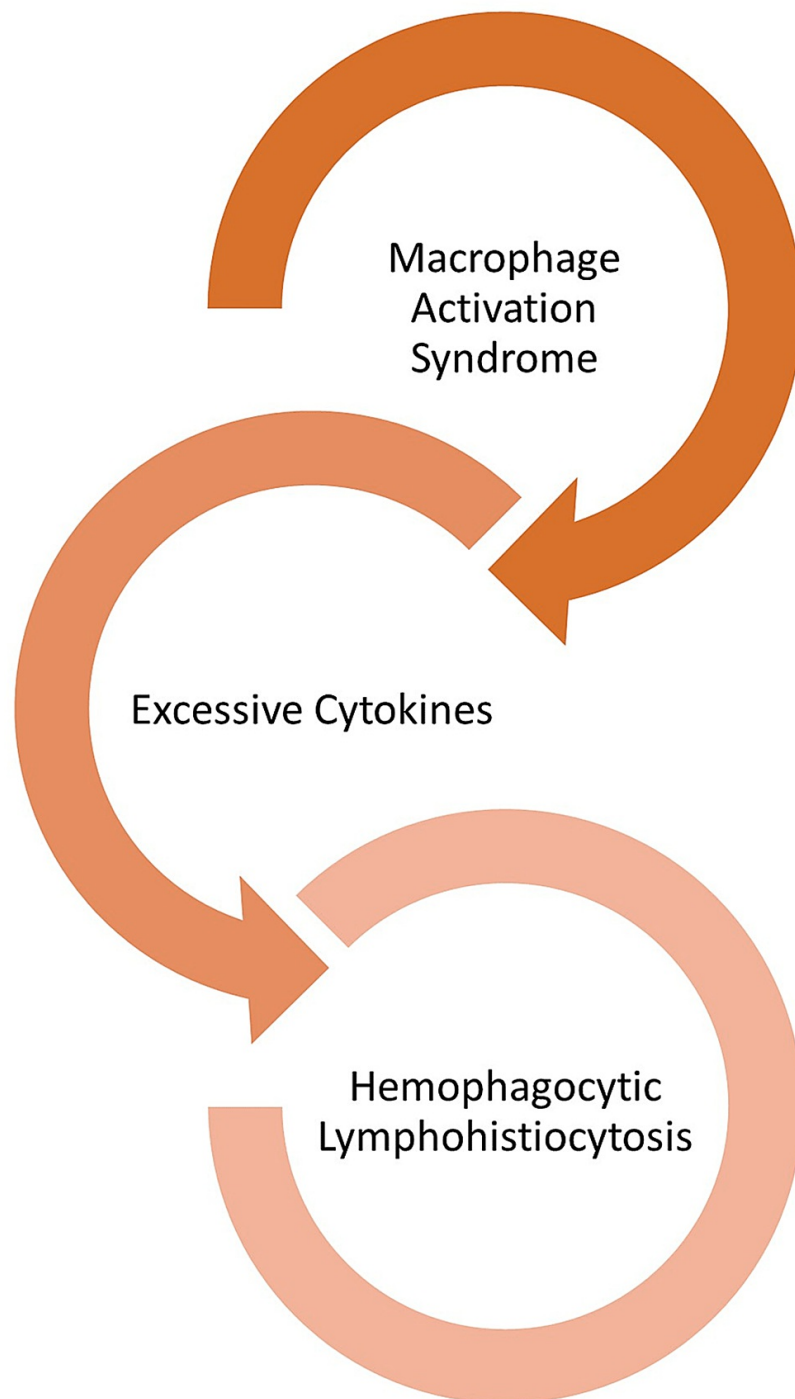 Macrophage
Activation
Syndrome
Excessive Cytokines
Hemophagocytic
Lymphohistiocytosis